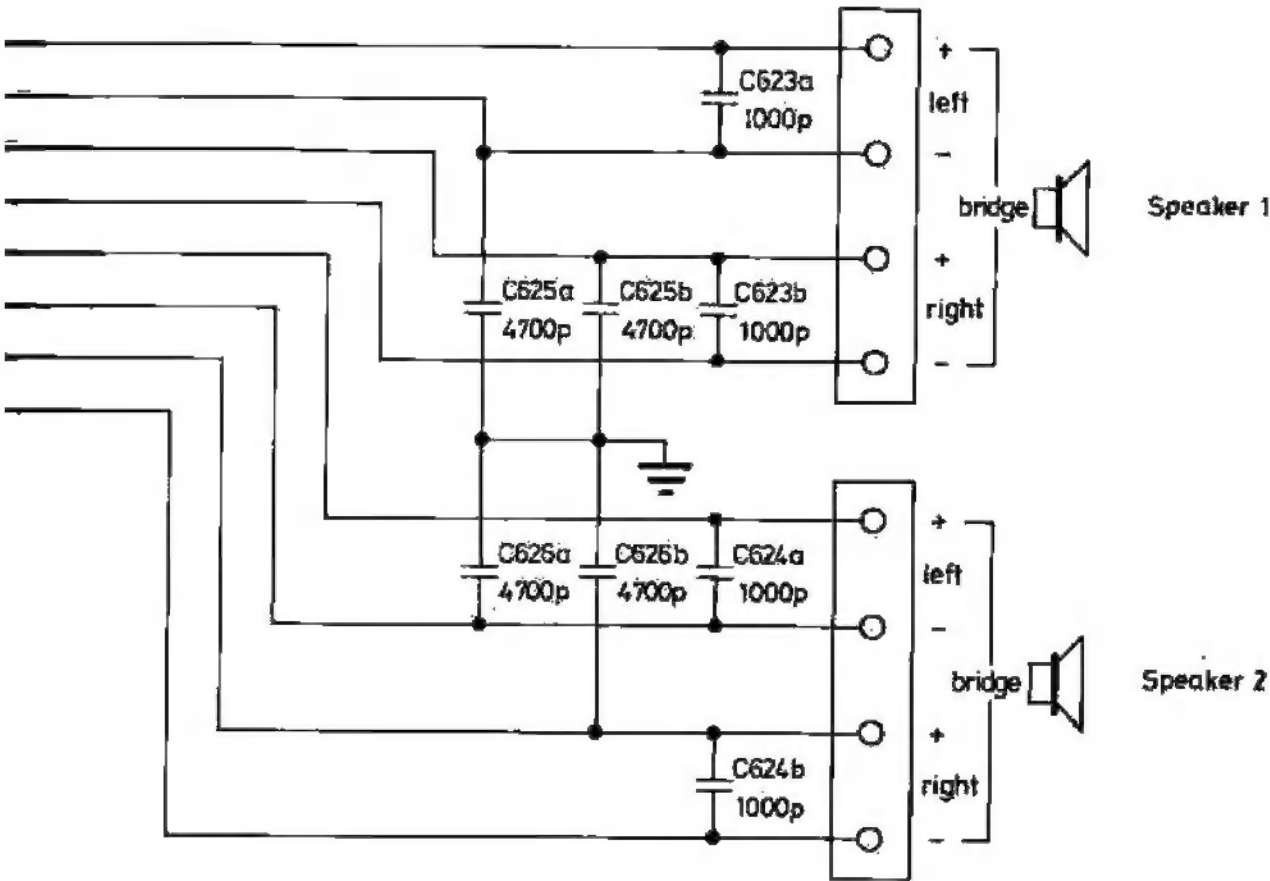 +
C623a
1000p
left
−
bridge
Speaker 1
+
C625a
4700p
C625b
4700p
C623b
1000p
right
−
+
C626a
4700p
C626b
4700p
C624a
1000p
left
−
bridge
Speaker 2
+
C624b
1000p
right
−